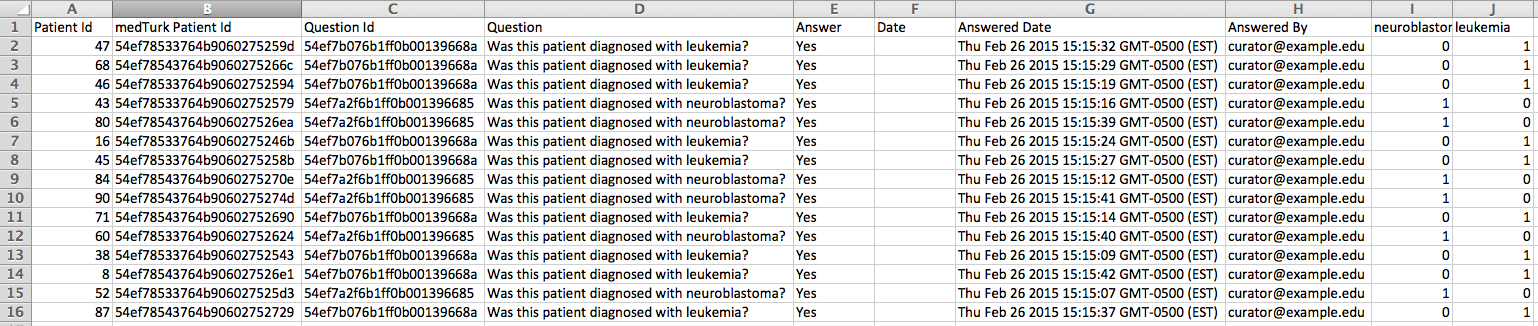 A B C D E F G H I J
1 Patient Id medTurk Patient Id Question Id Question Answer Date Answered Date Answered By neuroblastor leukemia
2 47 54ef78533764b9060275259d 54ef7b076b1ff0b00139668a Was this patient diagnosed with leukemia? Yes Thu Feb 26 2015 15:15:32 GMT-0500 (EST) curator@example.edu 0 1
3 68 54ef78543764b9060275266c 54ef7b076b1ff0b00139668a Was this patient diagnosed with leukemia? Yes Thu Feb 26 2015 15:15:29 GMT-0500 (EST) curator@example.edu 0 1
4 46 54ef78533764b90602752594 54ef7b076b1ff0b00139668a Was this patient diagnosed with leukemia? Yes Thu Feb 26 2015 15:15:19 GMT-0500 (EST) curator@example.edu 0 1
5 43 54ef78533764b90602752579 54ef7a2f6b1ff0b001396685 Was this patient diagnosed with neuroblastoma? Yes Thu Feb 26 2015 15:15:16 GMT-0500 (EST) curator@example.edu 1 0
6 80 54ef78543764b906027526ea 54ef7a2f6b1ff0b001396685 Was this patient diagnosed with neuroblastoma? Yes Thu Feb 26 2015 15:15:39 GMT-0500 (EST) curator@example.edu 1 0
7 16 54ef78533764b9060275246b 54ef7b076b1ff0b00139668a Was this patient diagnosed with leukemia? Yes Thu Feb 26 2015 15:15:24 GMT-0500 (EST) curator@example.edu 0 1
8 45 54ef78533764b9060275258b 54ef7b076b1ff0b00139668a Was this patient diagnosed with leukemia? Yes Thu Feb 26 2015 15:15:27 GMT-0500 (EST) curator@example.edu 0 1
9 84 54ef78543764b9060275270e 54ef7a2f6b1ff0b001396685 Was this patient diagnosed with neuroblastoma? Yes Thu Feb 26 2015 15:15:12 GMT-0500 (EST) curator@example.edu 1 0
10 90 54ef78543764b9060275274d 54ef7a2f6b1ff0b001396685 Was this patient diagnosed with neuroblastoma? Yes Thu Feb 26 2015 15:15:41 GMT-0500 (EST) curator@example.edu 1 0
11 71 54ef78543764b90602752690 54ef7b076b1ff0b00139668a Was this patient diagnosed with leukemia? Yes Thu Feb 26 2015 15:15:14 GMT-0500 (EST) curator@example.edu 0 1
12 60 54ef78533764b90602752624 54ef7a2f6b1ff0b001396685 Was this patient diagnosed with neuroblastoma? Yes Thu Feb 26 2015 15:15:40 GMT-0500 (EST) curator@example.edu 1 0
13 38 54ef78533764b90602752543 54ef7b076b1ff0b00139668a Was this patient diagnosed with leukemia? Yes Thu Feb 26 2015 15:15:09 GMT-0500 (EST) curator@example.edu 0 1
14 8 54ef78543764b906027526e1 54ef7b076b1ff0b00139668a Was this patient diagnosed with leukemia? Yes Thu Feb 26 2015 15:15:42 GMT-0500 (EST) curator@example.edu 0 1
15 52 54ef78533764b906027525d3 54ef7a2f6b1ff0b001396685 Was this patient diagnosed with neuroblastoma? Yes Thu Feb 26 2015 15:15:07 GMT-0500 (EST) curator@example.edu 1 0
16 87 54ef78533764b90602752729 54ef7b076b1ff0b00139668a Was this patient diagnosed with leukemia? Yes Thu Feb 26 2015 15:15:37 GMT-0500 (EST) curator@example.edu 0 1